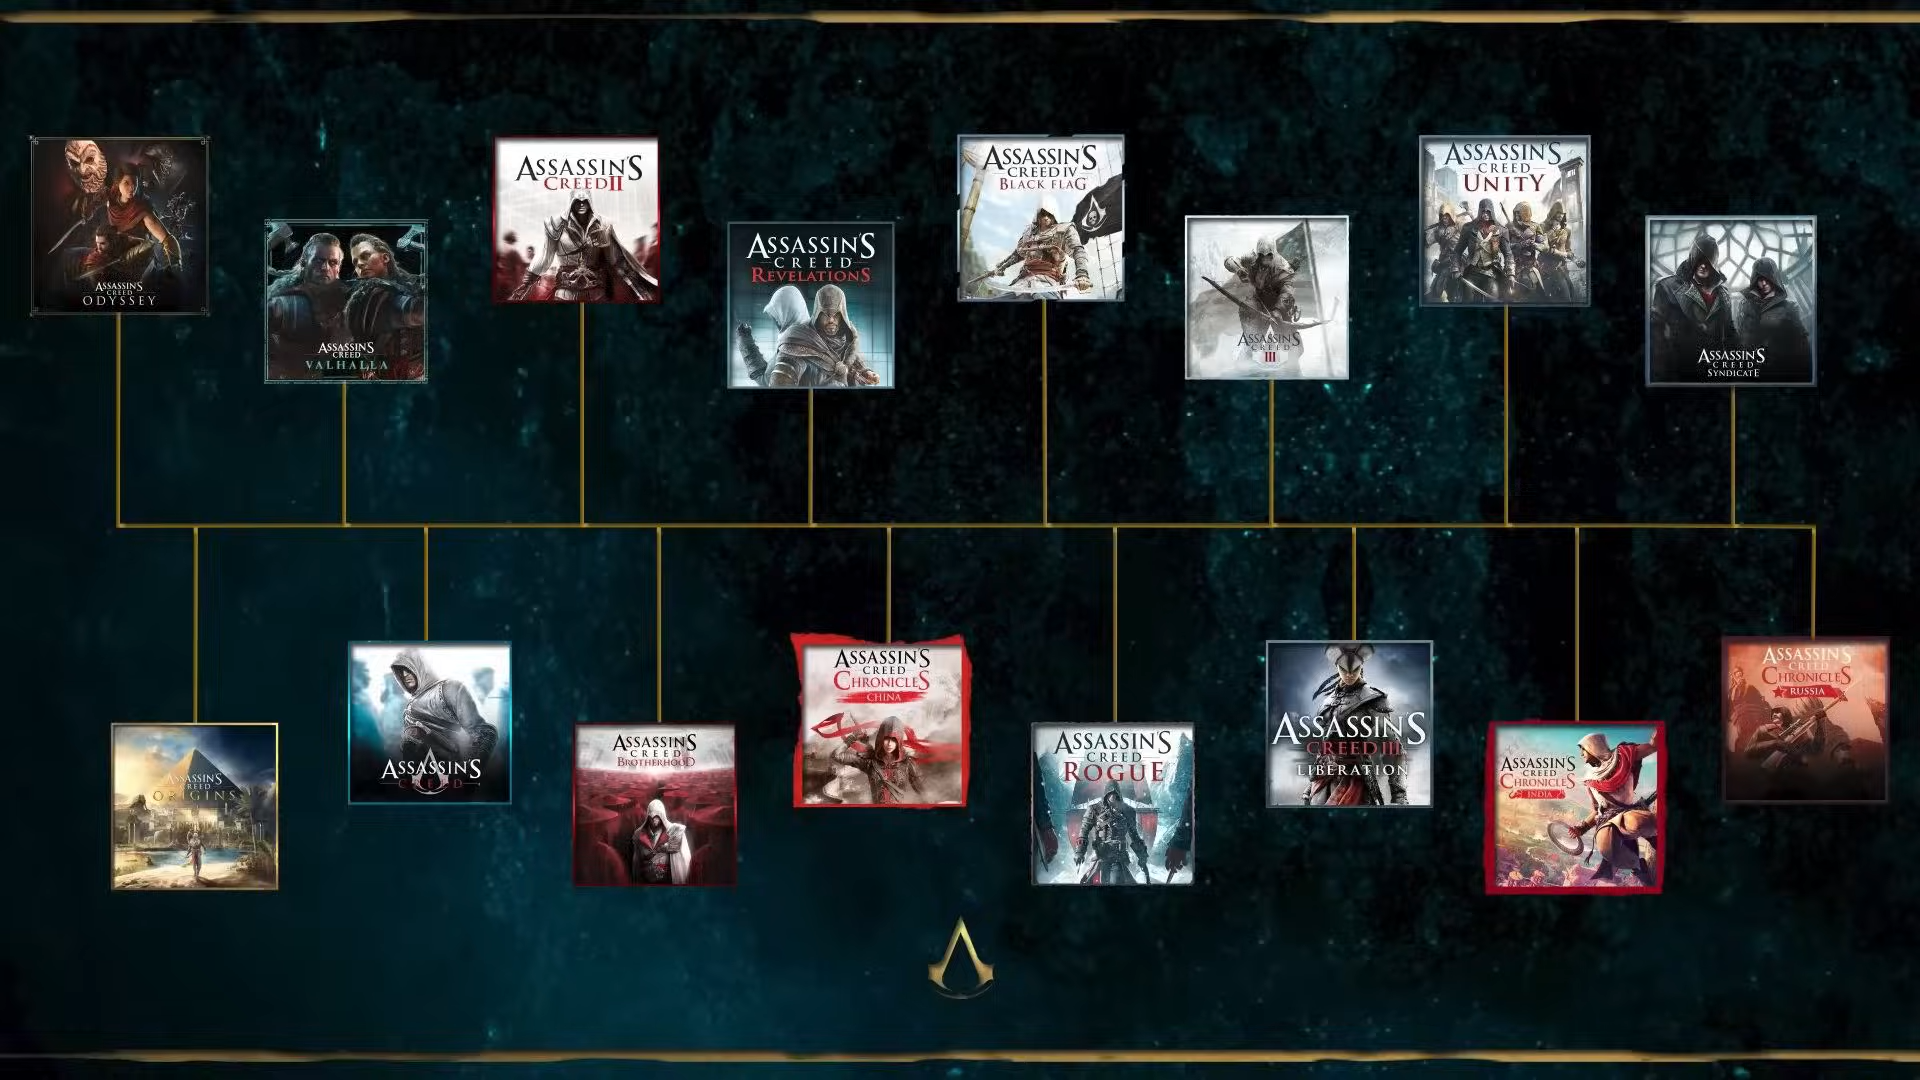 ASSASSIN'S
CREED
ODYSSEY
ASSASSIN'S
CREED
VALHALLA
ASSASSIN'S
CREED II
ASSASSIN'S
CREED
REVELATIONS
ASSASSIN'S
CREED IV
BLACK FLAG
ASSASSIN'S
CREED
III
ASSASSIN'S
CREED
UNITY
ASSASSIN'S
CREED
SYNDICATE
ASSASSIN'S
CREED
ORIGINS
ASSASSIN'S
CREED
ASSASSIN'S
CREED
BROTHERHOOD
ASSASSIN'S
CREED
CHRONICLES
CHINA
ASSASSIN'S
CREED
ROGUE
ASSASSIN'S
CREED III
LIBERATION
ASSASSIN'S
CREED
CHRONICLES
INDIA
ASSASSIN'S
CREED
CHRONICLES
RUSSIA